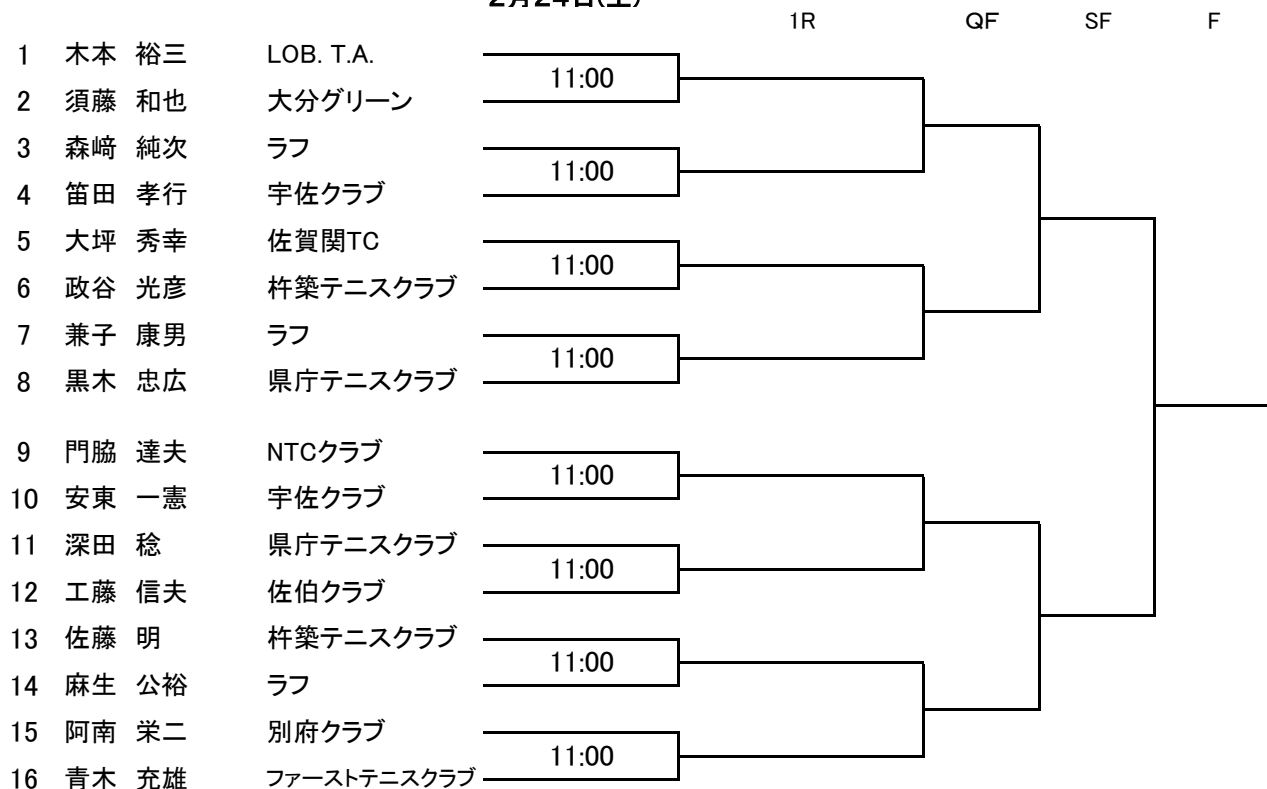 2月24日(土)
1R QF SF F
1 木本 裕三 LOB. T.A.
11:00
2 須藤 和也 大分グリーン
3 森﨑 純次 ラフ
11:00
4 笛田 孝行 宇佐クラブ
5 大坪 秀幸 佐賀関TC
11:00
6 政谷 光彦 杵築テニスクラブ
7 兼子 康男 ラフ
11:00
8 黒木 忠広 県庁テニスクラブ
9 門脇 達夫 NTCクラブ
11:00
10 安東 一憲 宇佐クラブ
11 深田 稔 県庁テニスクラブ
11:00
12 工藤 信夫 佐伯クラブ
13 佐藤 明 杵築テニスクラブ
11:00
14 麻生 公裕 ラフ
15 阿南 栄二 別府クラブ
11:00
16 青木 充雄 ファーストテニスクラブ